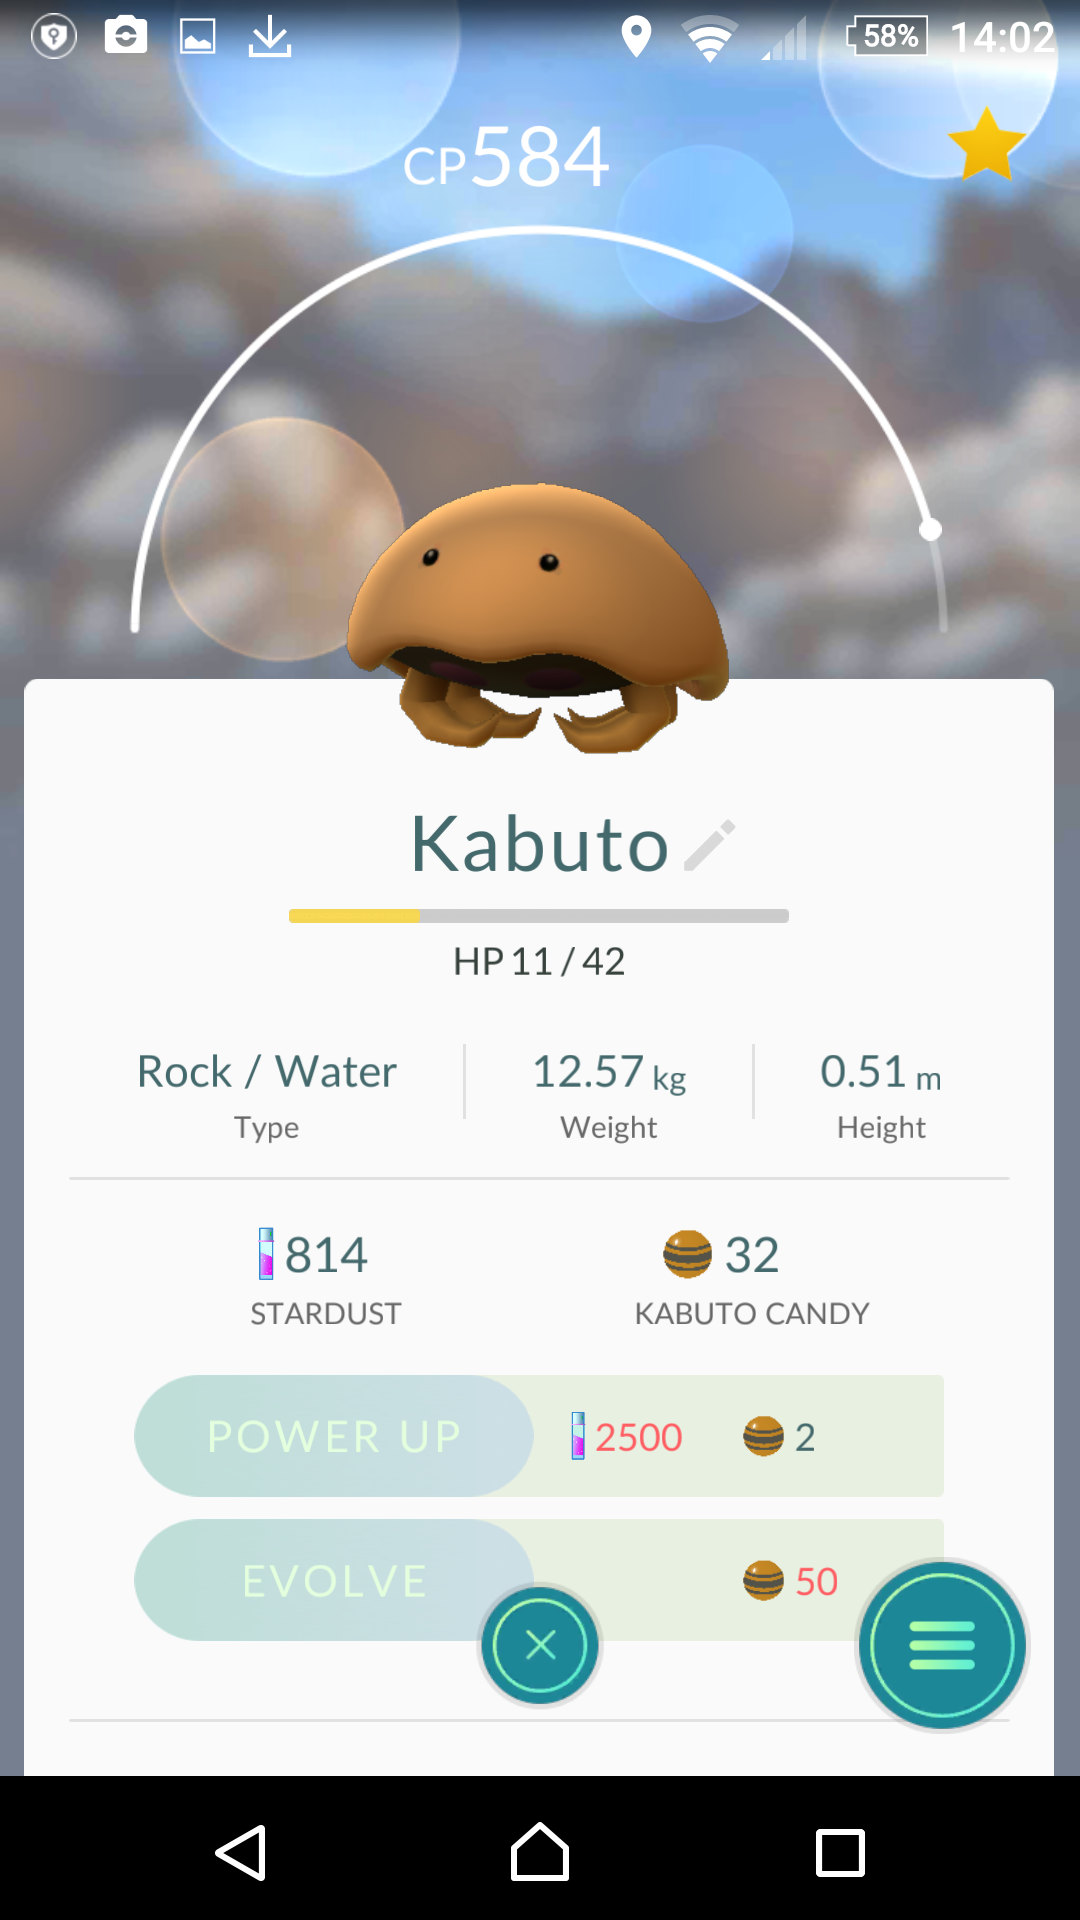 58% 14:02
CP584
Kabuto
HP 11 / 42
Rock / Water 12.57 kg 0.51 m
Type Weight Height
814 32
STARDUST KABUTO CANDY
POWER UP 2500 2
EVOLVE 50